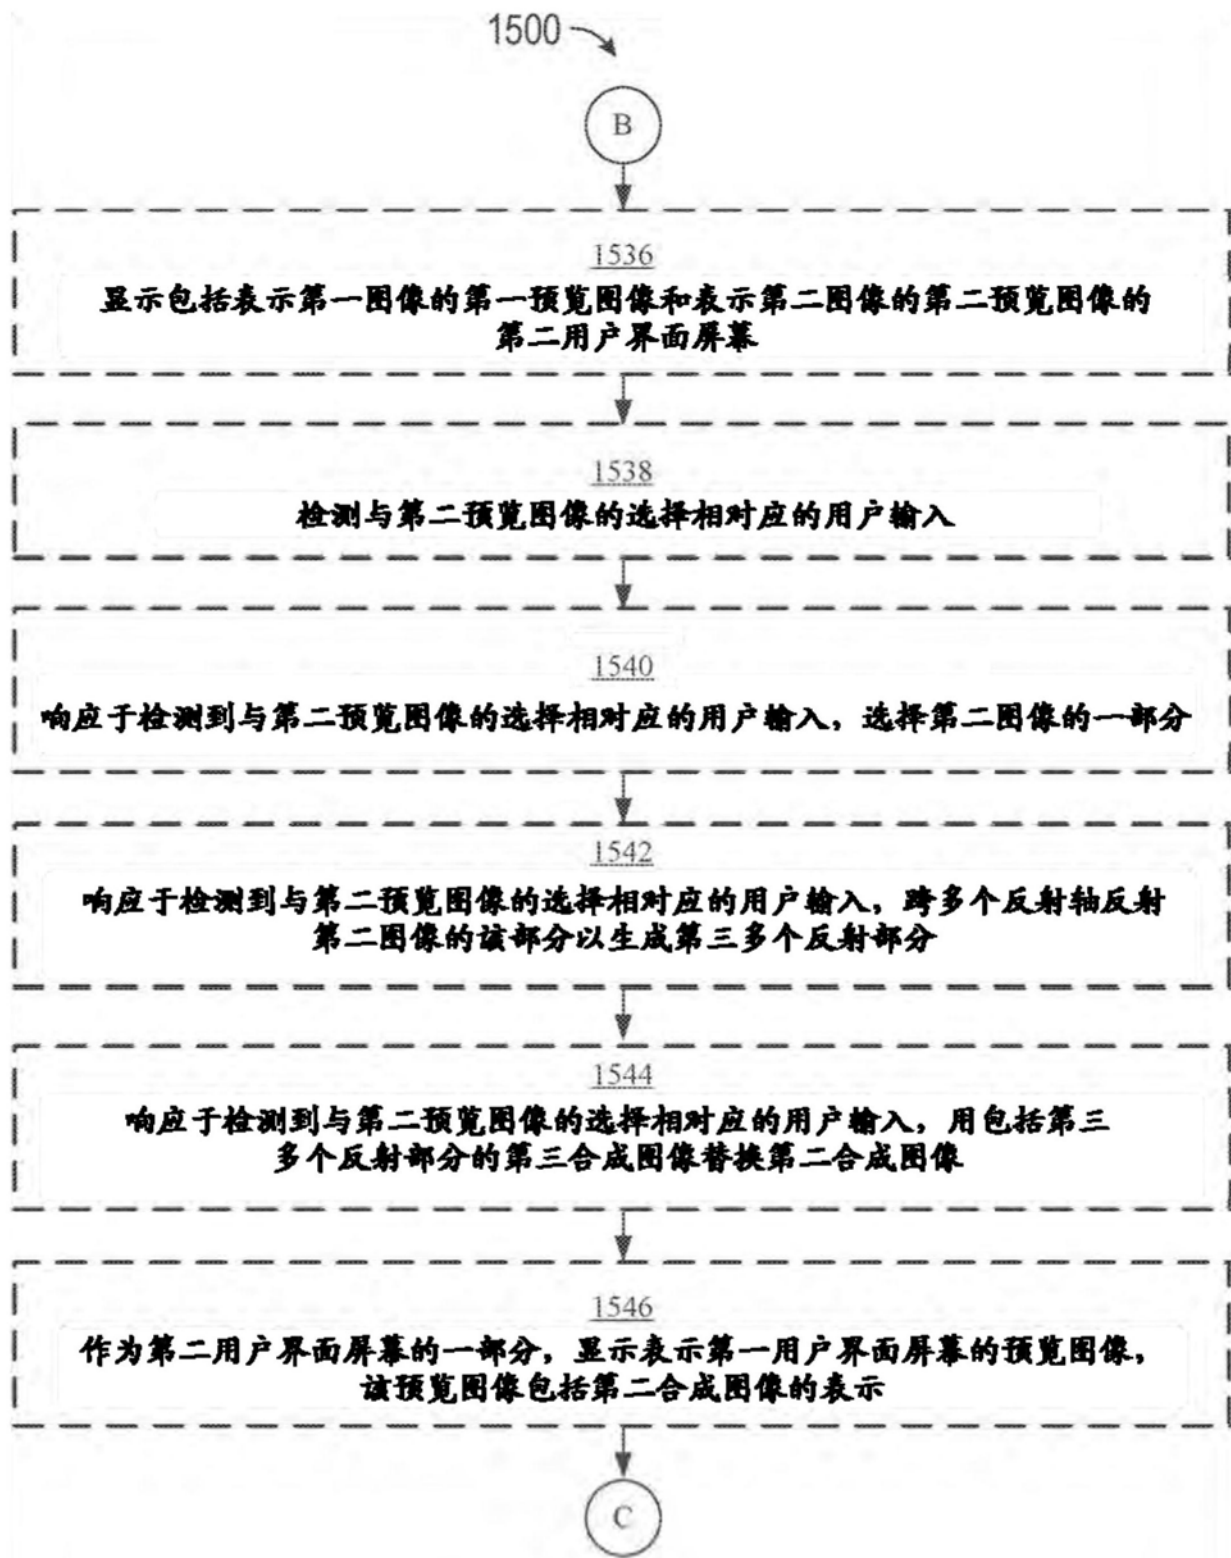 1500
B
1536
显示包括表示第一图像的第一预览图像和表示第二图像的第二预览图像的
第二用户界面屏幕
1538
检测与第二预览图像的选择相对应的用户输入
1540
响应于检测到与第二预览图像的选择相对应的用户输入，选择第二图像的一部分
1542
响应于检测到与第二预览图像的选择相对应的用户输入，跨多个反射轴反射
第二图像的该部分以生成第三多个反射部分
1544
响应于检测到与第二预览图像的选择相对应的用户输入，用包括第三
多个反射部分的第三合成图像替换第二合成图像
1546
作为第二用户界面屏幕的一部分，显示表示第一用户界面屏幕的预览图像，
该预览图像包括第二合成图像的表示
C